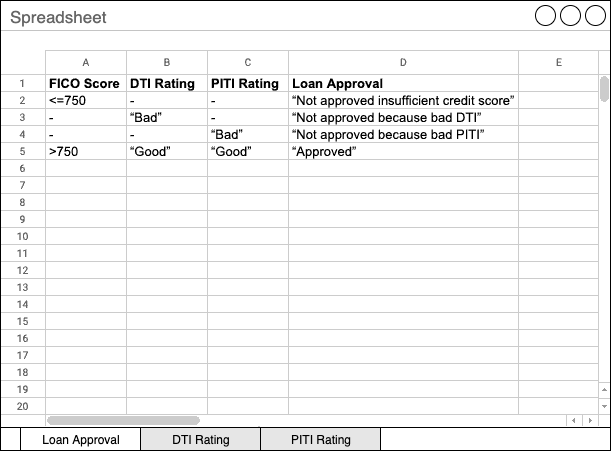 Spreadsheet
A B C D E
1 FICO Score DTI Rating PITI Rating Loan Approval
2 <=750 - - “Not approved insufficient credit score”
3 - “Bad” - “Not approved because bad DTI”
4 - - “Bad” “Not approved because bad PITI”
5 >750 “Good” “Good” “Approved”
6
7
8
9
10
11
12
13
14
15
16
17
18
19
20
Loan Approval DTI Rating PITI Rating